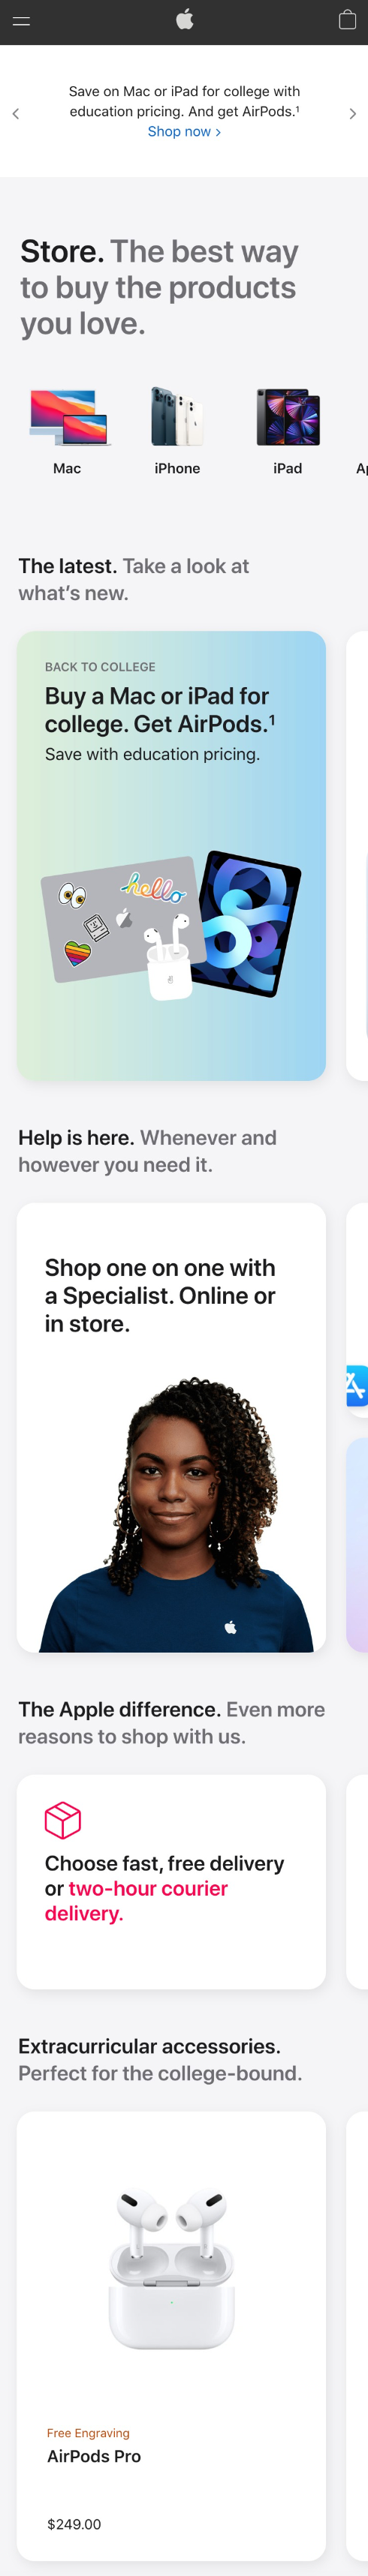 Save on Mac or iPad for college with
education pricing. And get AirPods.¹
Shop now >
Store. The best way
to buy the products
you love.
Mac
iPhone
iPad
The latest. Take a look at
what's new.
BACK TO COLLEGE
Buy a Mac or iPad for
college. Get AirPods.¹
Save with education pricing.
hello
Help is here. Whenever and
however you need it.
Shop one on one with
a Specialist. Online or
in store.
The Apple difference. Even more
reasons to shop with us.
Choose fast, free delivery
or two-hour courier
delivery.
Extracurricular accessories.
Perfect for the college-bound.
Free Engraving
AirPods Pro
$249.00